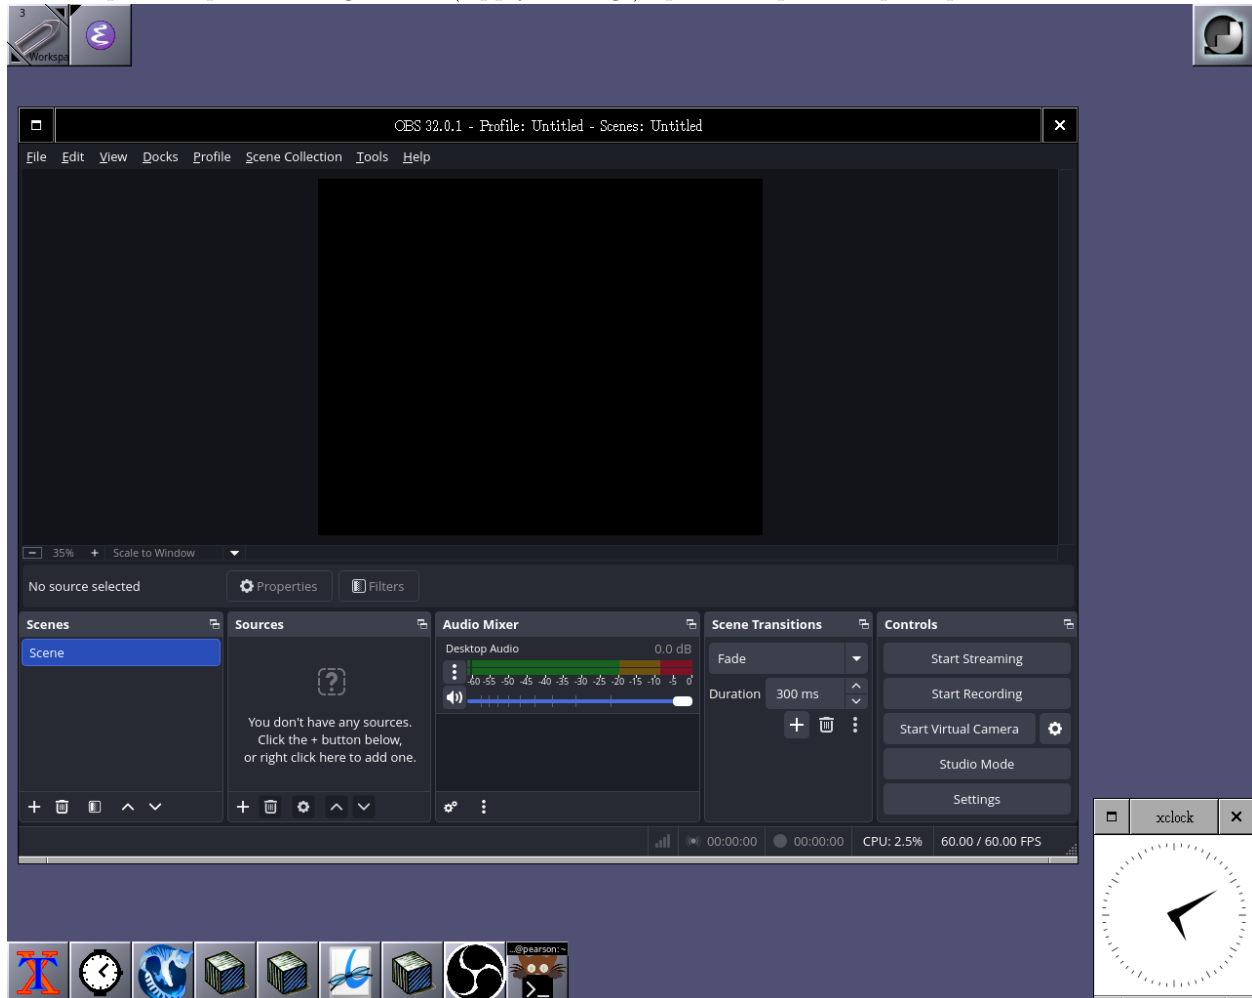 3
Workspa
OBS 32.0.1 - Profile: Untitled - Scenes: Untitled
File Edit View Docks Profile Scene Collection Tools Help
35% Scale to Window
No source selected Properties Filters
Scenes Sources Audio Mixer Scene Transitions Controls
Scene
You don't have any sources.
Click the + button below,
or right click here to add one.
Desktop Audio 0.0 dB
-60 -55 -50 -45 -40 -35 -30 -25 -20 -15 -10 -5 0
Fade
Duration 300 ms
Start Streaming
Start Recording
Start Virtual Camera
Studio Mode
Settings
00:00:00 00:00:00 CPU: 2.5% 60.00 / 60.00 FPS
xclock
...@pearson:~